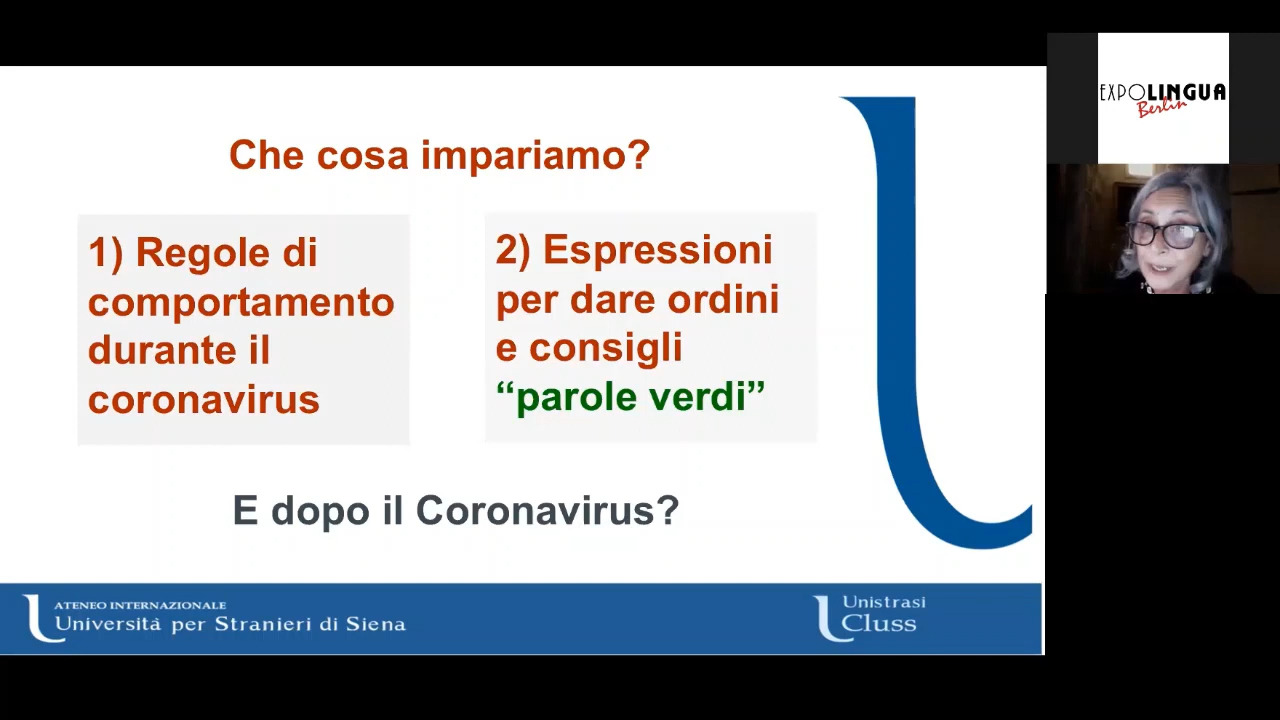 Che cosa impariamo?
1) Regole di
comportamento
durante il
coronavirus
2) Espressioni
per dare ordini
e consigli
“parole verdi”
E dopo il Coronavirus?
ATENEO INTERNAZIONALE
Università per Stranieri di Siena
Unistrasi
Cluss
EXPOLINGUA
Berlin